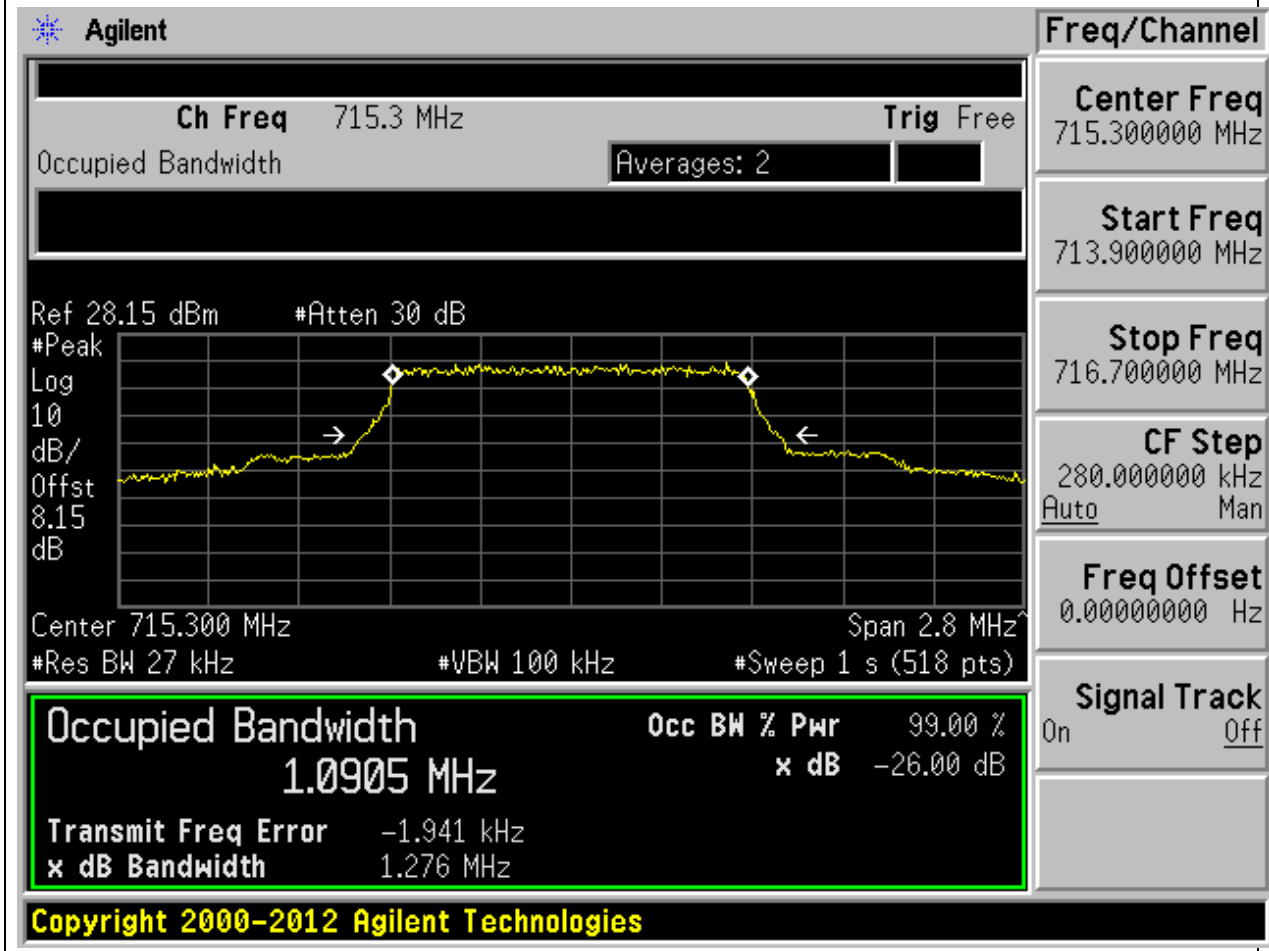 Agilent
Freq/Channel
Ch Freq 715.3 MHz Trig Free
Occupied Bandwidth Averages: 2
Ref 28.15 dBm #Atten 30 dB
#Peak
Log
10
dB/
Offst
8.15
dB
Center 715.300 MHz Span 2.8 MHz^
#Res BW 27 kHz #VBW 100 kHz #Sweep 1 s (518 pts)
Occupied Bandwidth
1.0905 MHz
Occ BW % Pwr 99.00 %
x dB -26.00 dB
Transmit Freq Error -1.941 kHz
x dB Bandwidth 1.276 MHz
Copyright 2000-2012 Agilent Technologies
Center Freq
715.300000 MHz
Start Freq
713.900000 MHz
Stop Freq
716.700000 MHz
CF Step
280.000000 kHz
Auto Man
Freq Offset
0.00000000 Hz
Signal Track
On Off